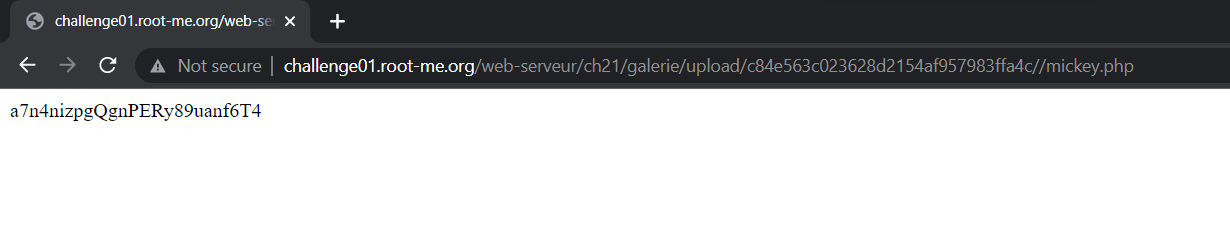 challenge01.root-me.org/web-se
Not secure | challenge01.root-me.org/web-serveur/ch21/galerie/upload/c84e563c023628d2154af957983ffa4c//mickey.php
a7n4nizpgQgnPERy89uanf6T4